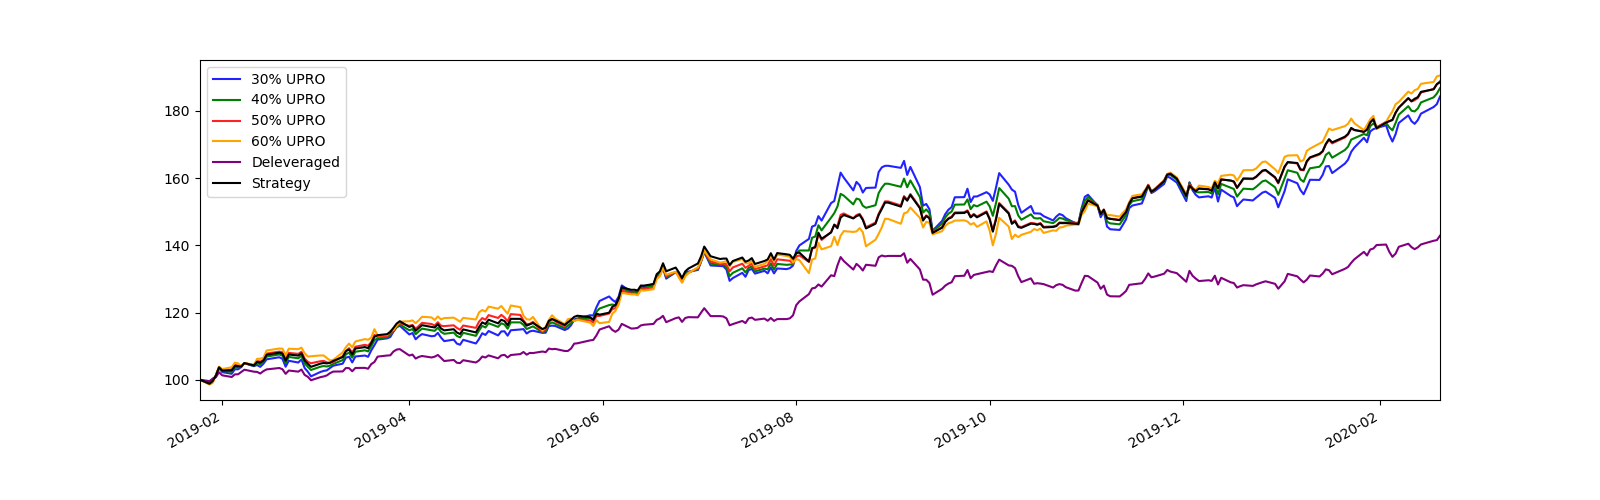 30% UPRO
40% UPRO
50% UPRO
60% UPRO
Deleveraged
Strategy
180
160
140
120
100
2019-02
2019-04
2019-06
2019-08
2019-10
2019-12
2020-02